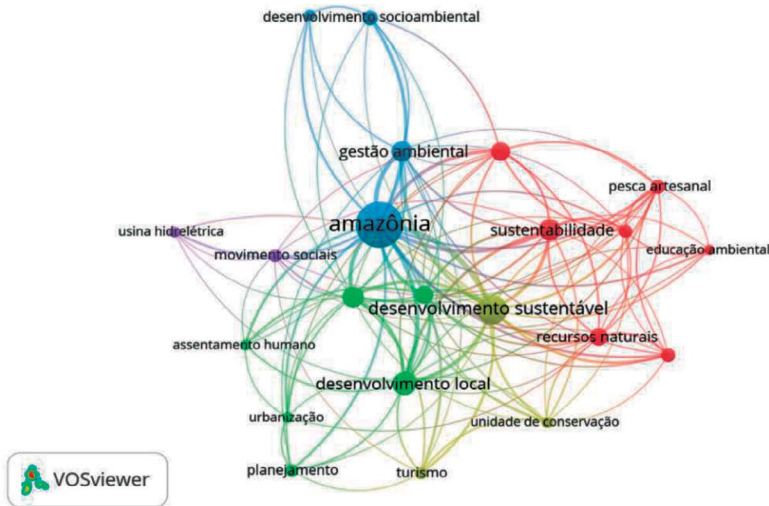 desenvolvimento socioambiental
gestão ambiental
pesca artesanal
amazônia
sustentabilidade
usina hidrelétrica
movimento sociais
educação ambiental
desenvolvimento sustentável
recursos naturais
assentamento humano
desenvolvimento local
urbanização
unidade de conservação
planejamento
turismo
VOSviewer